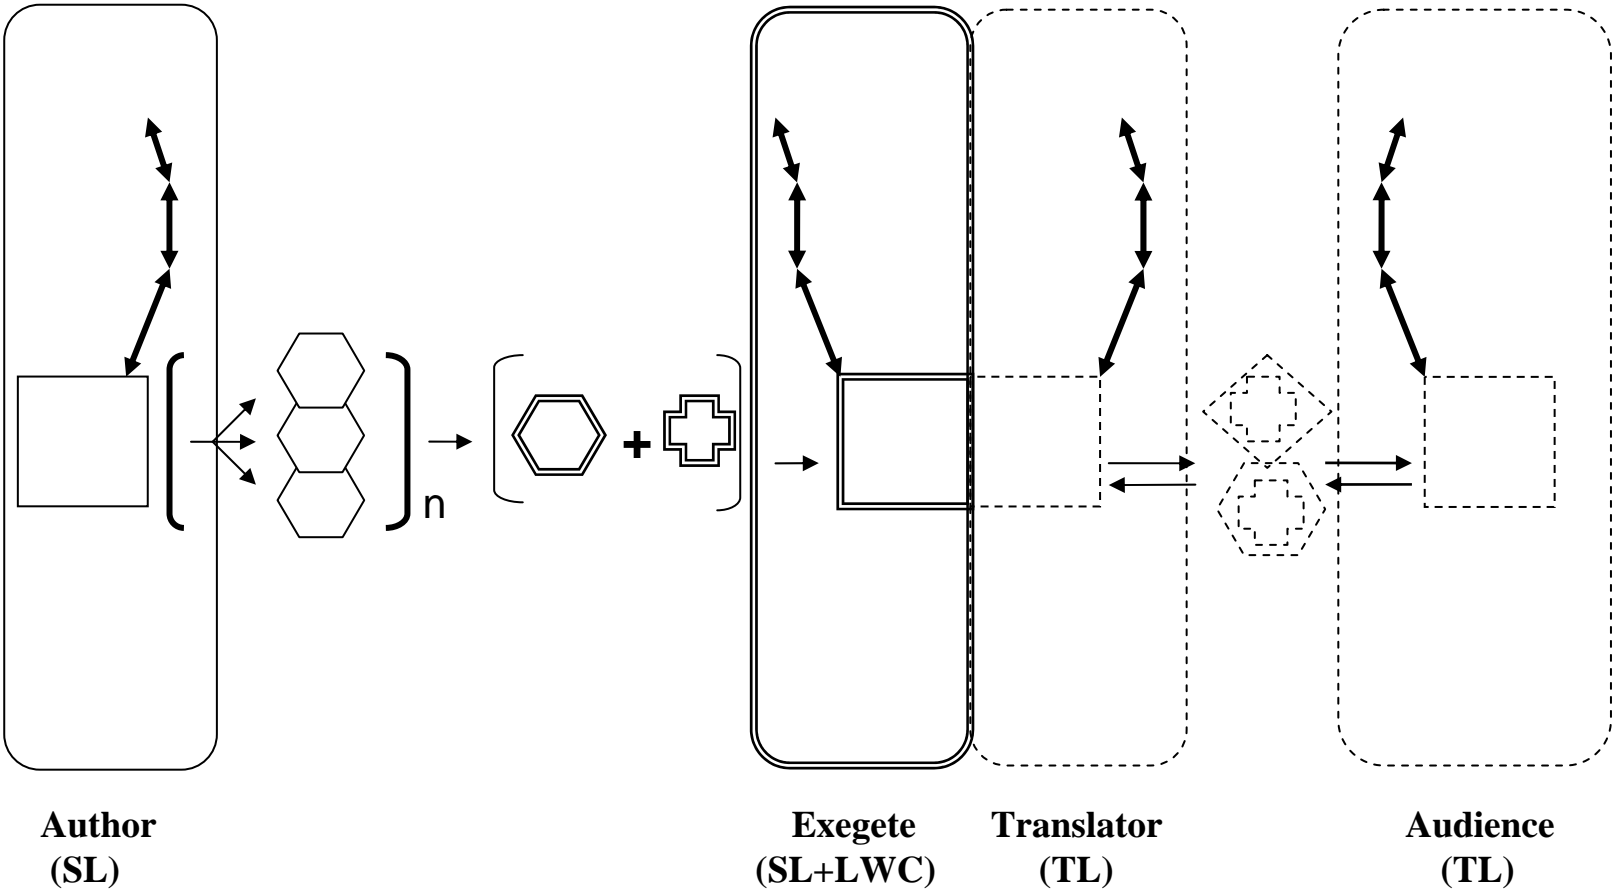 n
+
Author
(SL)
Exegete
(SL+LWC)
Translator
(TL)
Audience
(TL)